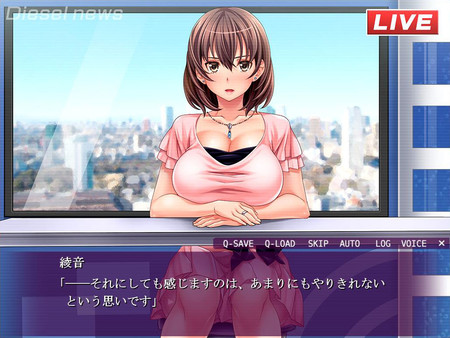 Diesel news
LIVE
Q-SAVE Q-LOAD SKIP AUTO LOG VOICE ×
綾音
「――それにしても感じますのは、あまりにもやりきれない
という思いです」